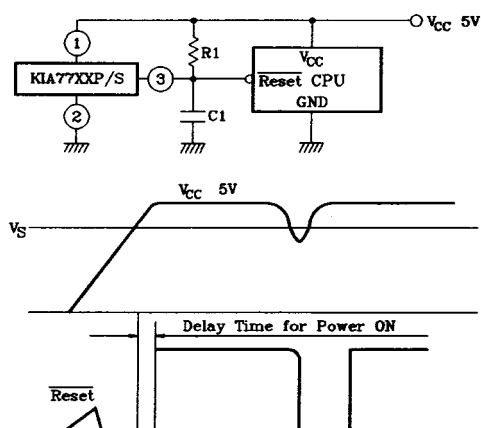 V_CC 5V
1
R1
V_CC
KIA77XXP/S
3
Reset CPU
GND
2
C1
V_CC 5V
V_S
Delay Time for Power ON
Reset